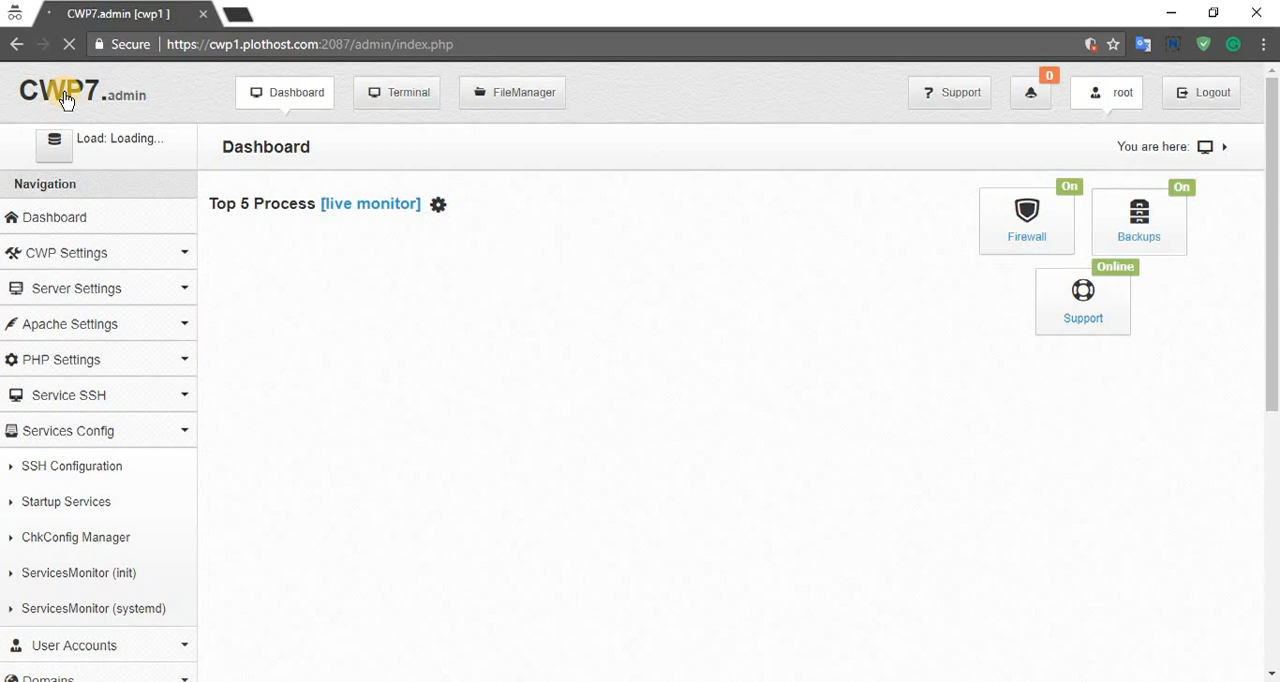 CWP7.admin [cwp1 ]
Secure
https://cwp1.plothost.com:2087/admin/index.php
CWP7.admin
Dashboard
Terminal
FileManager
? Support
0
root
Logout
Load: Loading...
Dashboard
You are here:
Navigation
Dashboard
CWP Settings
Server Settings
Apache Settings
PHP Settings
Service SSH
Services Config
SSH Configuration
Startup Services
ChkConfig Manager
ServicesMonitor (init)
ServicesMonitor (systemd)
User Accounts
Domains
Top 5 Process [live monitor]
On
Firewall
On
Backups
Online
Support